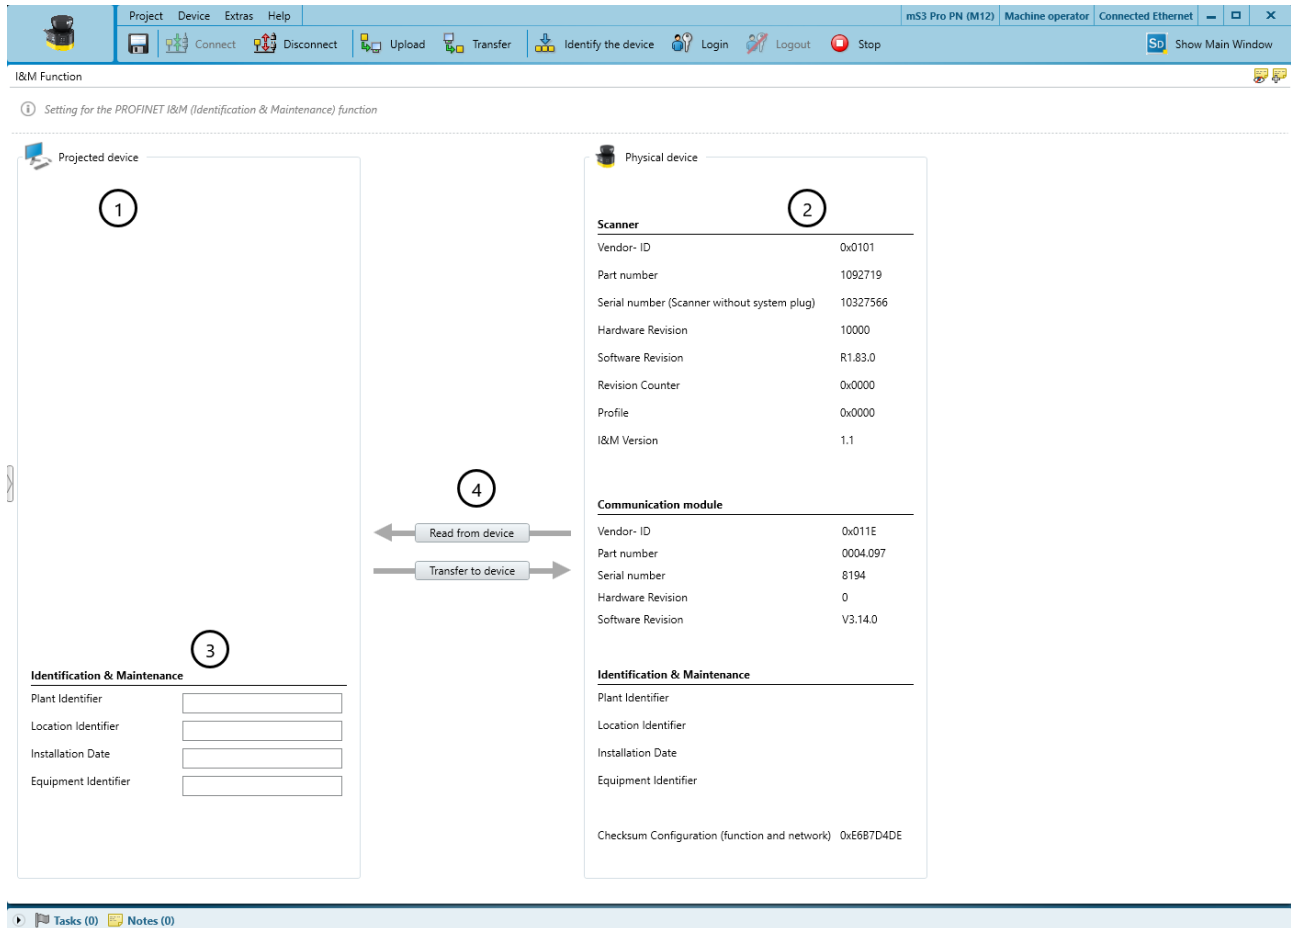 Project Device Extras Help
mS3 Pro PN (M12) Machine operator Connected Ethernet
Connect Disconnect Upload Transfer Identify the device Login Logout Stop SD Show Main Window
I&M Function
Setting for the PROFINET I&M (Identification & Maintenance) function
Projected device
1
Physical device
2
Scanner
Vendor- ID 0x0101
Part number 1092719
Serial number (Scanner without system plug) 10327566
Hardware Revision 10000
Software Revision R1.83.0
Revision Counter 0x0000
Profile 0x0000
I&M Version 1.1
4
Read from device
Transfer to device
Communication module
Vendor- ID 0x011E
Part number 0004.097
Serial number 8194
Hardware Revision 0
Software Revision V3.14.0
3
Identification & Maintenance
Plant Identifier
Location Identifier
Installation Date
Equipment Identifier
Identification & Maintenance
Plant Identifier
Location Identifier
Installation Date
Equipment Identifier
Checksum Configuration (function and network) 0xE6B7D4DE
Tasks (0) Notes (0)